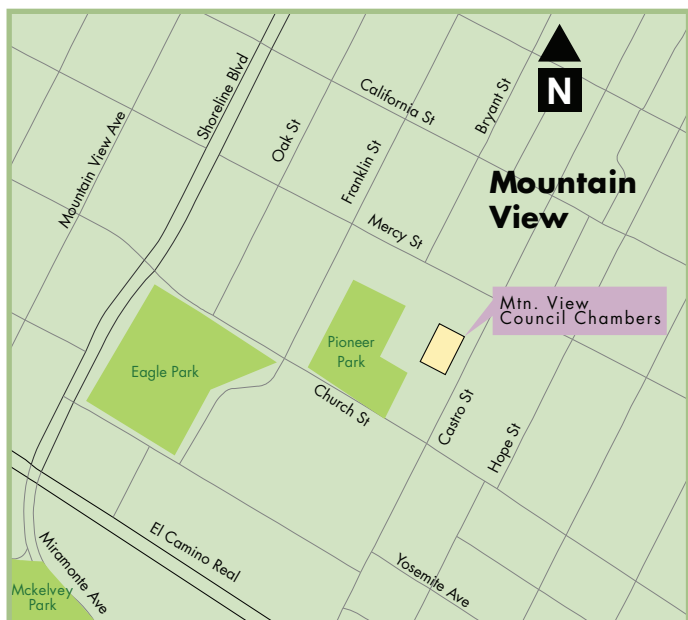 California St
Bryant St
N
Shoreline Blvd
Mountain View Ave
Oak St
Franklin St
Mountain
View
Mercy St
Mtn. View
Council Chambers
Pioneer
Park
Eagle Park
Church St
Castro St
Hope St
El Camino Real
Miramonte Ave
Yosemite Ave
Mckelvey
Park